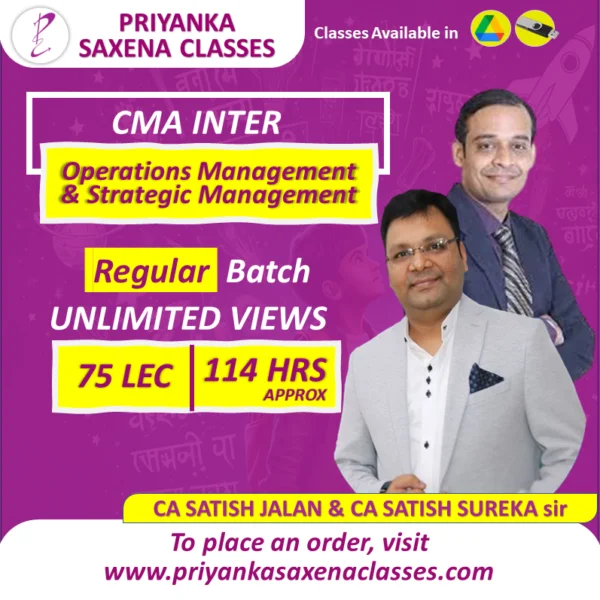 PRIYANKA
SAXENA CLASSES
Classes Available in
CMA INTER
Operations Management
& Strategic Management
Regular Batch
UNLIMITED VIEWS
75 LEC
114 HRS
APPROX
CA SATISH JALAN & CA SATISH SUREKA sir
To place an order, visit
www.priyankasaxenaclasses.com